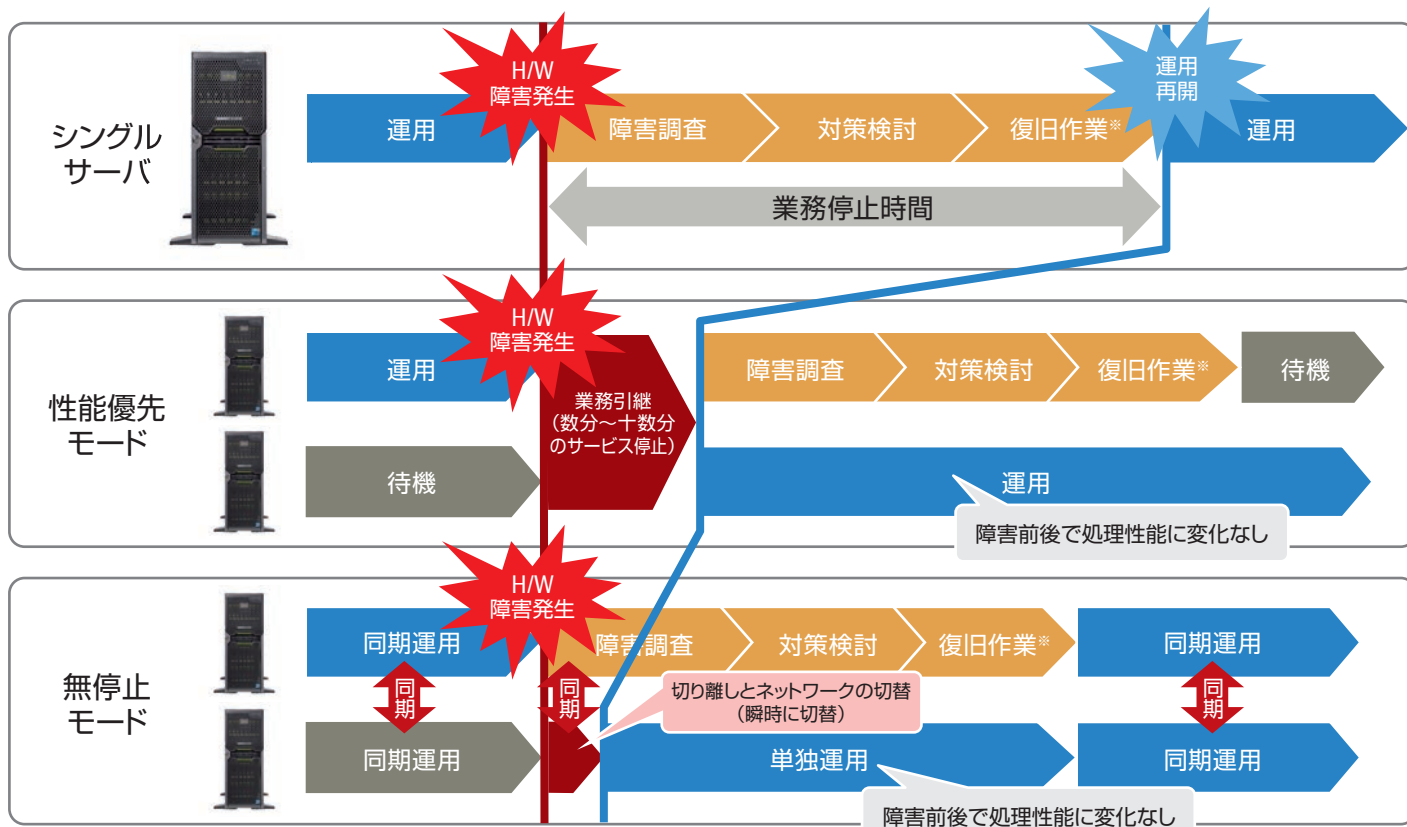 シングル
サーバ
運用
H/W
障害発生
障害調査
対策検討
復旧作業※
運用
再開
運用
業務停止時間
性能優先
モード
運用
H/W
障害発生
業務引継
(数分〜十数分
のサービス停止)
障害調査
対策検討
復旧作業※
待機
待機
運用
障害前後で処理性能に変化なし
無停止
モード
同期運用
H/W
障害発生
障害調査
対策検討
復旧作業※
同期運用
同期
同期
切り離しとネットワークの切替
(瞬時に切替)
同期
同期運用
単独運用
同期運用
障害前後で処理性能に変化なし